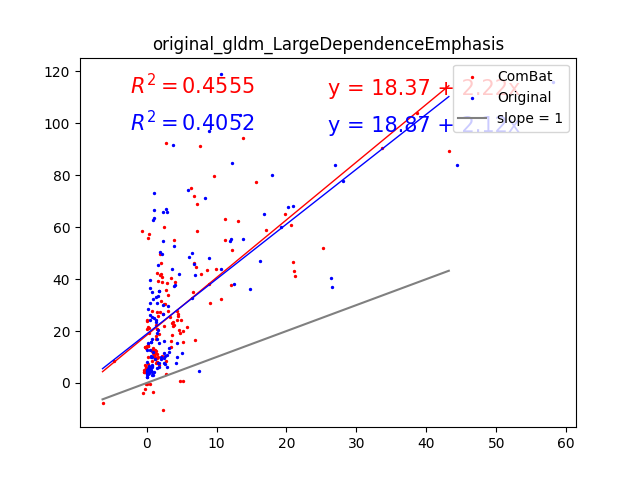 original_gldm_LargeDependenceEmphasis
R² = 0.4555
y = 18.37 + 2.22x
R² = 0.4052
y = 18.87 + 2.12x
ComBat
Original
slope = 1
120
100
80
60
40
20
0
0 10 20 30 40 50 60